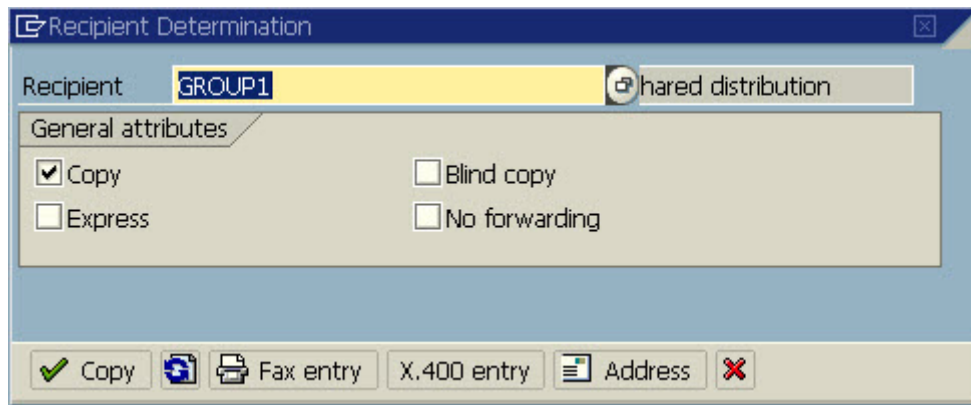 Recipient Determination
Recipient GROUP1 hared distribution
General attributes
Copy Blind copy
Express No forwarding
Copy Fax entry X.400 entry Address